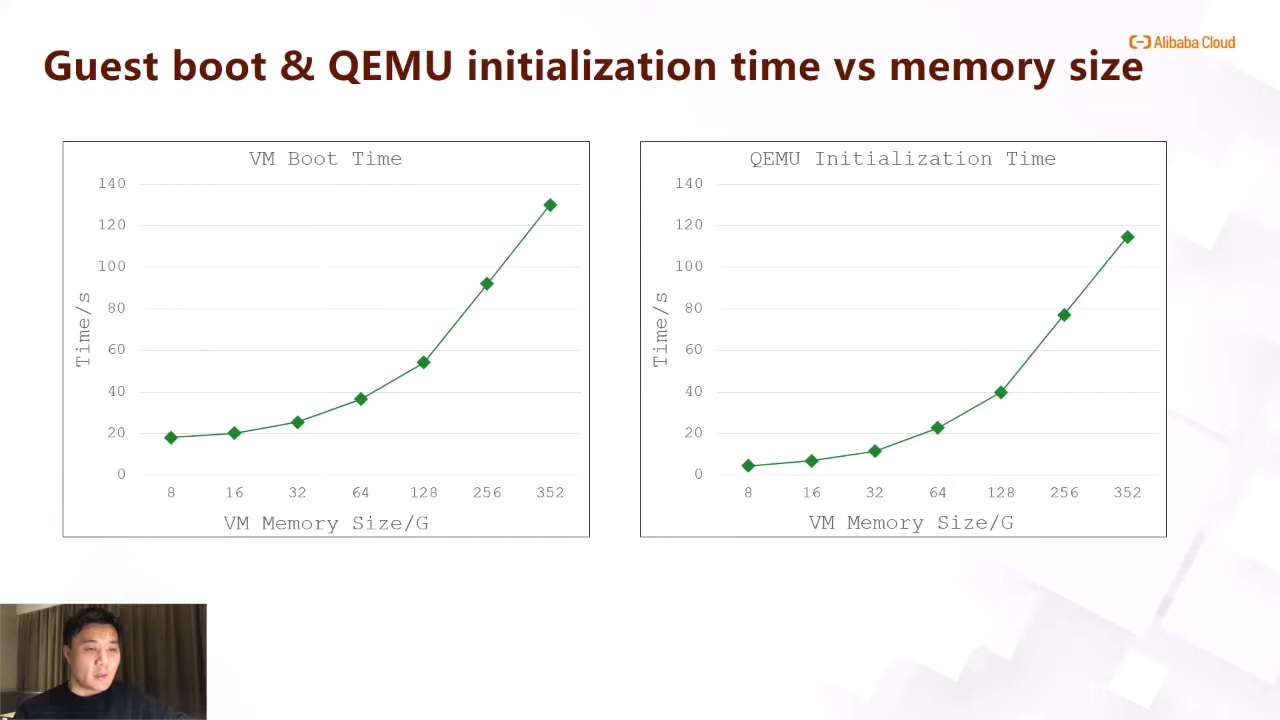 Alibaba Cloud
Guest boot & QEMU initialization time vs memory size
VM Boot Time
140
120
100
80
60
40
20
0
Time/s
8 16 32 64 128 256 352
VM Memory Size/G
QEMU Initialization Time
140
120
100
80
60
40
20
0
Time/s
8 16 32 64 128 256 352
VM Memory Size/G